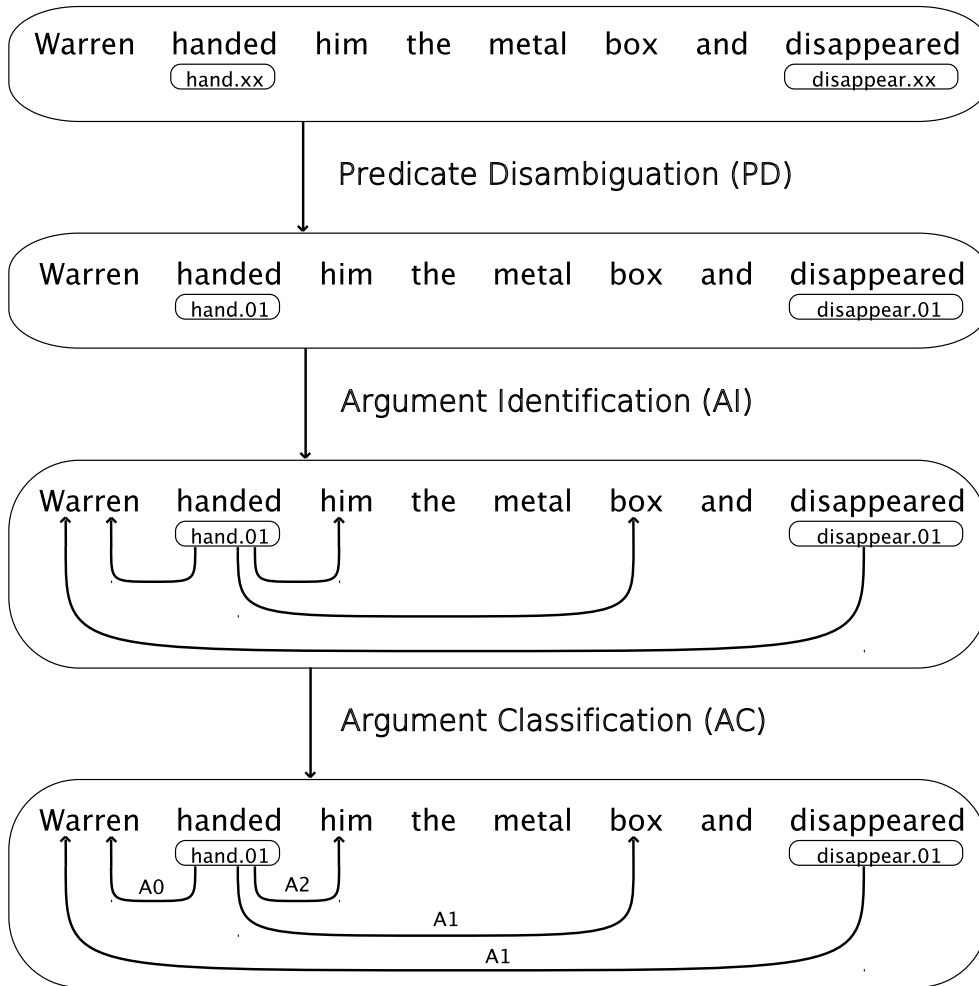 Warren handed him the metal box and disappeared
hand.xx disappear.xx
Predicate Disambiguation (PD)
Warren handed him the metal box and disappeared
hand.01 disappear.01
Argument Identification (AI)
Warren handed him the metal box and disappeared
hand.01 disappear.01
Argument Classification (AC)
Warren handed him the metal box and disappeared
hand.01 disappear.01
A0 A2
A1
A1